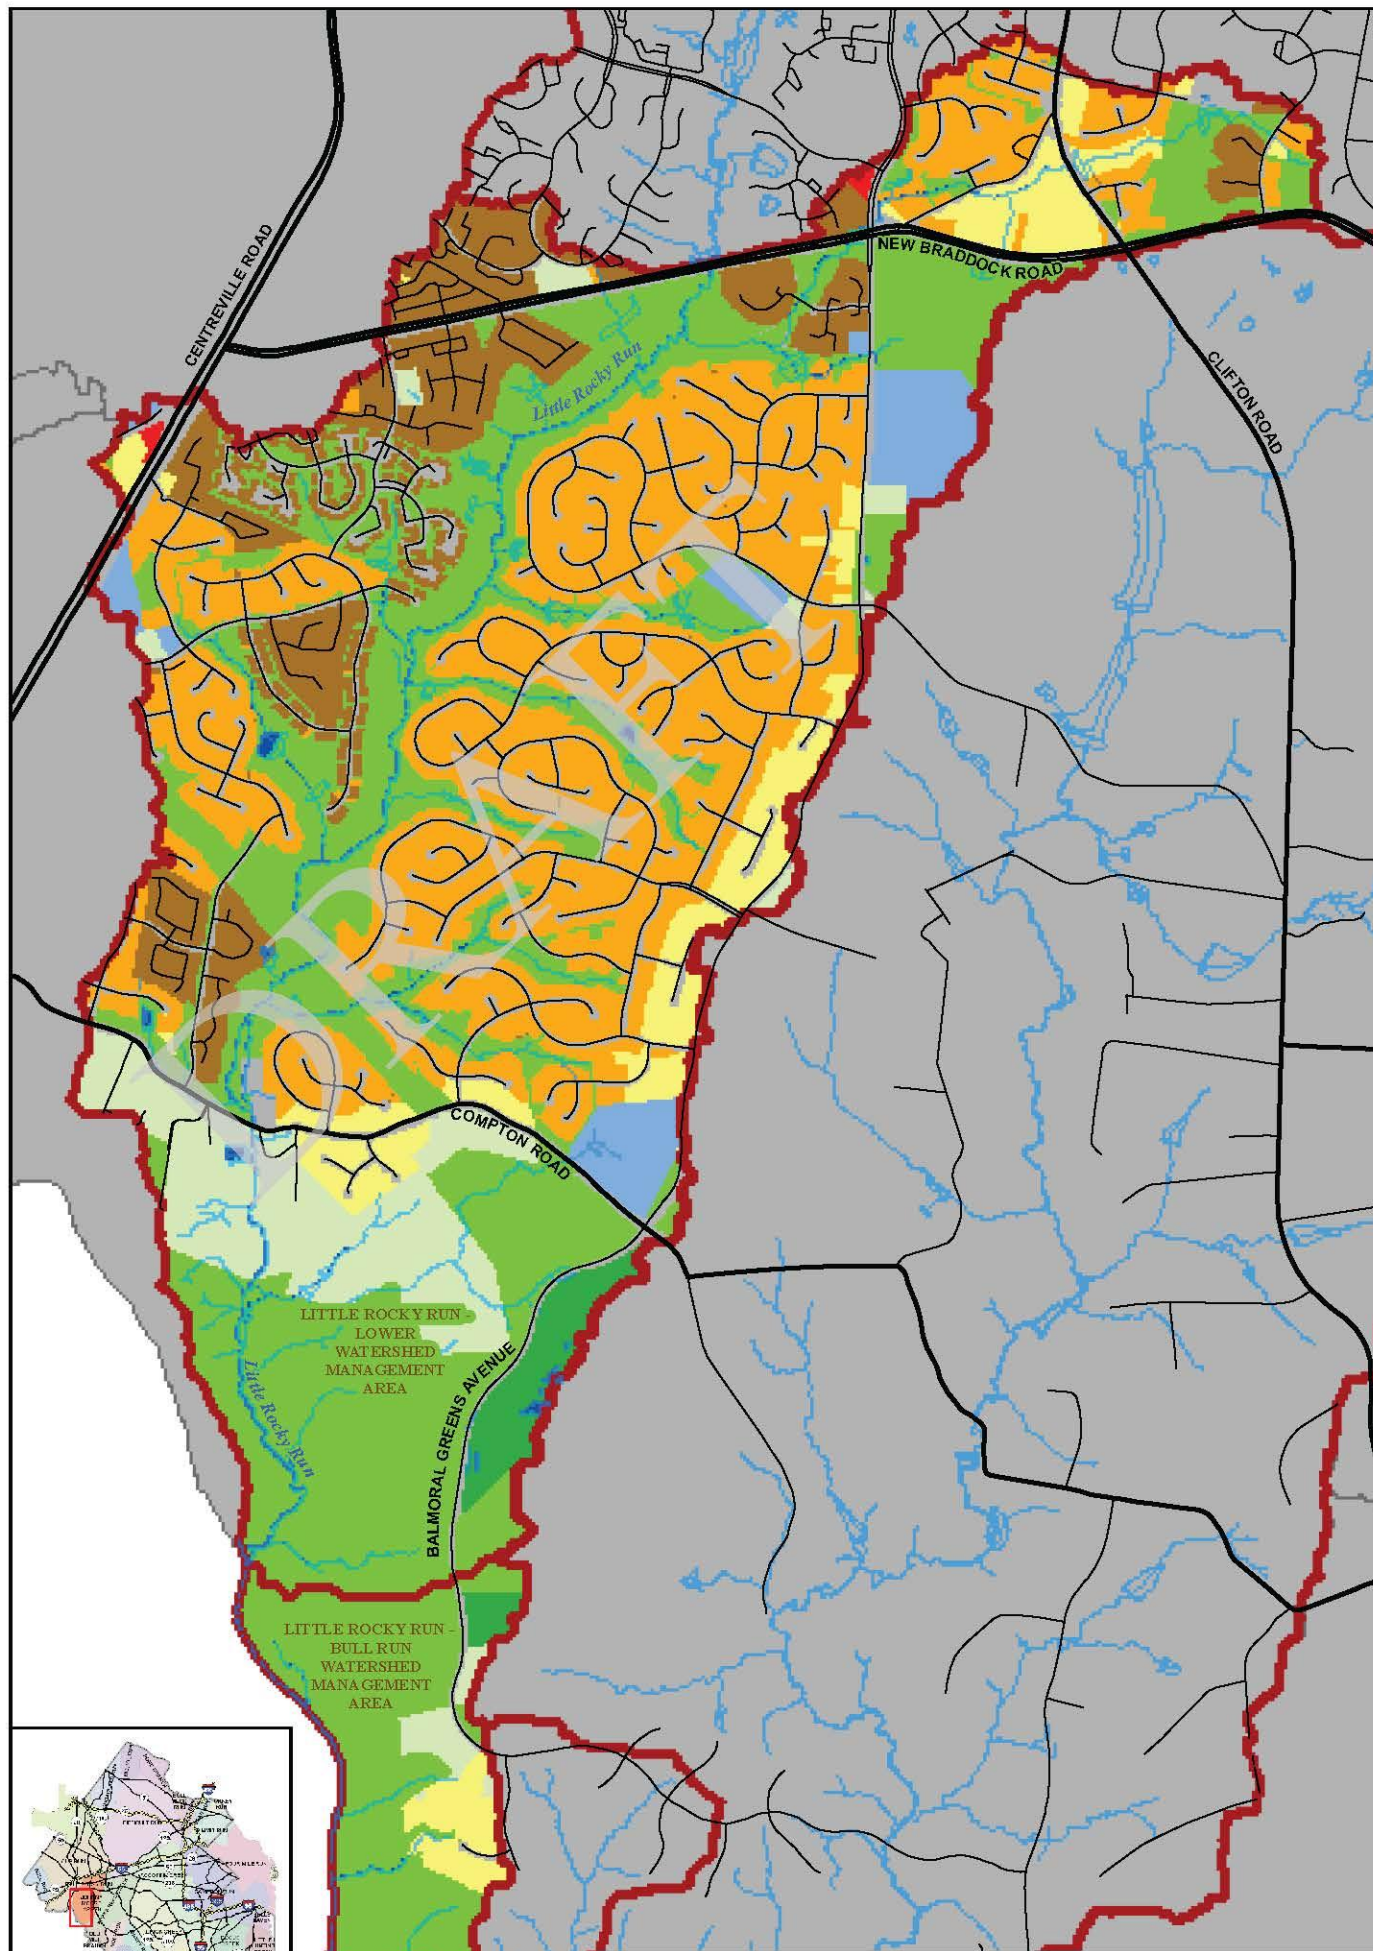 CENTREVILLE ROAD
NEW BRADDOCK ROAD
CLIFTON ROAD
Little Rocky Run
DRAFT
COMPTON ROAD
LITTLE ROCKY RUN -
LOWER
WATERSHED
MANAGEMENT
AREA
Little Rocky Run
BALMORAL GREENS AVENUE
LITTLE ROCKY RUN -
BULL RUN
WATERSHED
MANAGEMENT
AREA